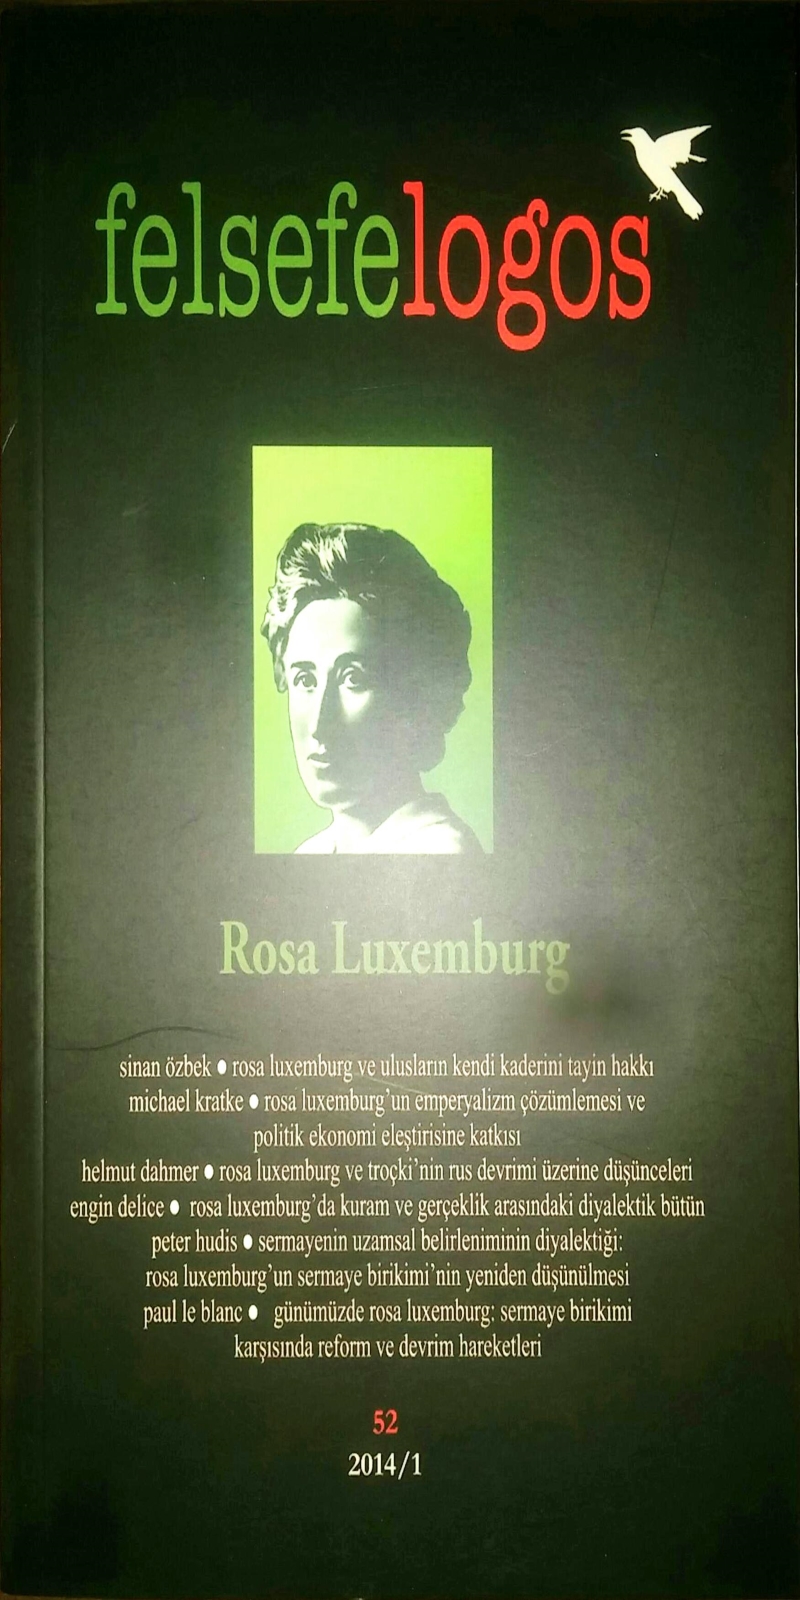 felsefelogos
Rosa Luxemburg
sinan özbek ● rosa luxemburg ve ulusların kendi kaderini tayin hakkı
michael kratke ● rosa luxemburg'un emperyalizm çözümlemesi ve
politik ekonomi eleştirisine katkısı
helmut dahmer ● rosa luxemburg ve troçki'nin rus devrimi üzerine düşünceleri
engin delice ● rosa luxemburg'da kuram ve gerçeklik arasındaki diyalektik bütün
peter hudis ● sermayenin uzamsal belirleniminin diyalektiği:
rosa luxemburg'un sermaye birikimi'nin yeniden düşünülmesi
paul le blanc ● günümüzde rosa luxemburg: sermaye birikimi
karşısında reform ve devrim hareketleri
52
2014/1